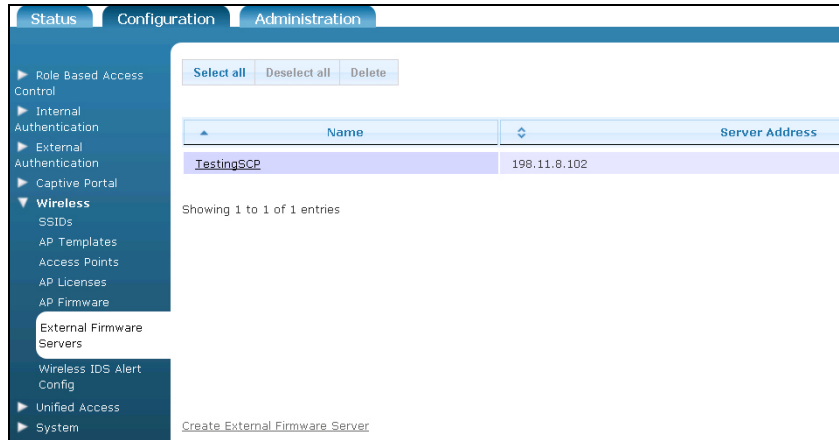 Status Configuration Administration
Role Based Access
Control
Internal
Authentication
External
Authentication
Captive Portal
Wireless
SSIDs
AP Templates
Access Points
AP Licenses
AP Firmware
External Firmware
Servers
Wireless IDS Alert
Config
Unified Access
System
Select all Deselect all Delete
Name Server Address
TestingSCP 198.11.8.102
Showing 1 to 1 of 1 entries
Create External Firmware Server